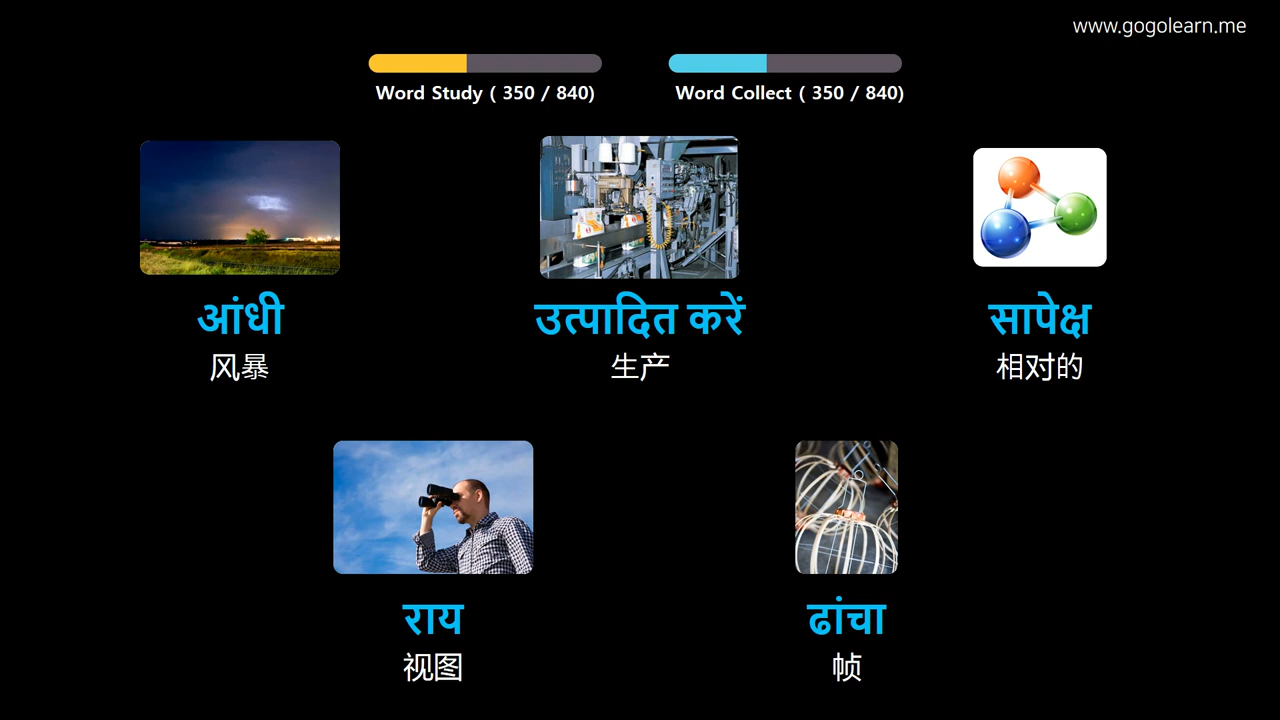 www.gogolearn.me
Word Study ( 350 / 840)
Word Collect ( 350 / 840)
आंधी
风暴
उत्पादित करें
生产
सापेक्ष
相对的
राय
视图
ढांचा
帧